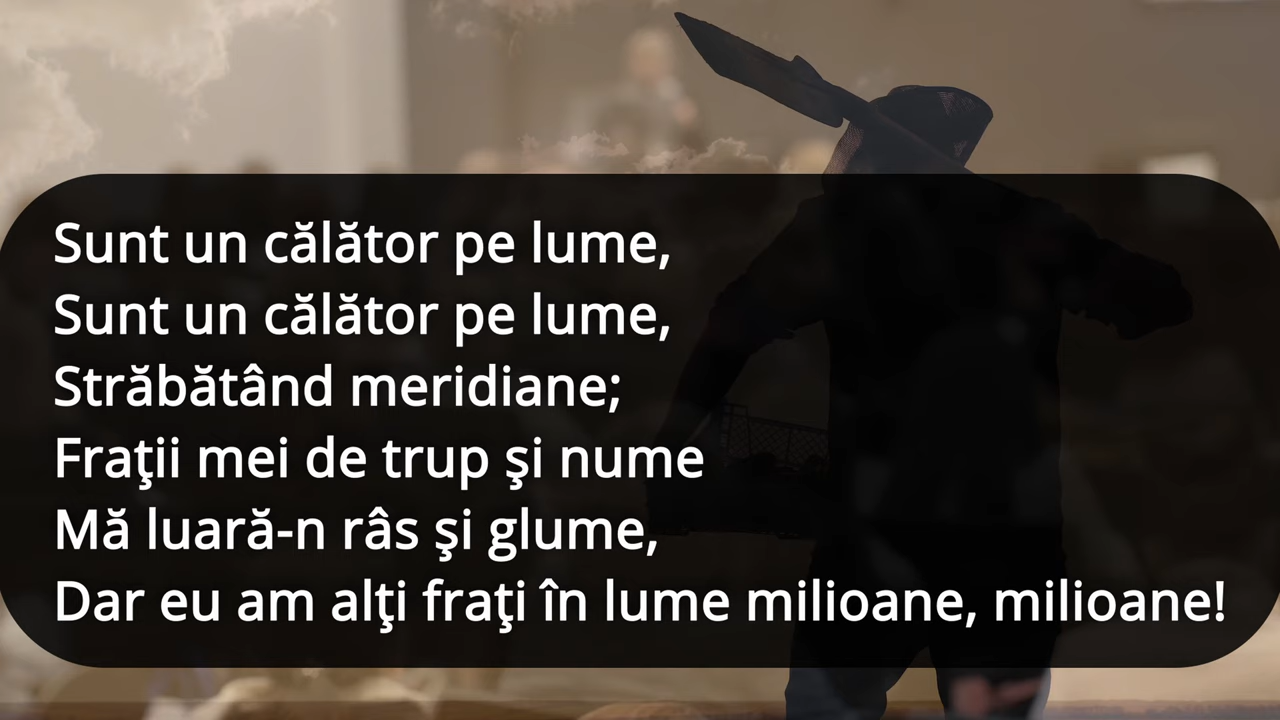 Sunt un călător pe lume,
Sunt un călător pe lume,
Străbătând meridiane;
Fraţii mei de trup şi nume
Mă luară-n râs şi glume,
Dar eu am alţi fraţi în lume milioane, milioane!